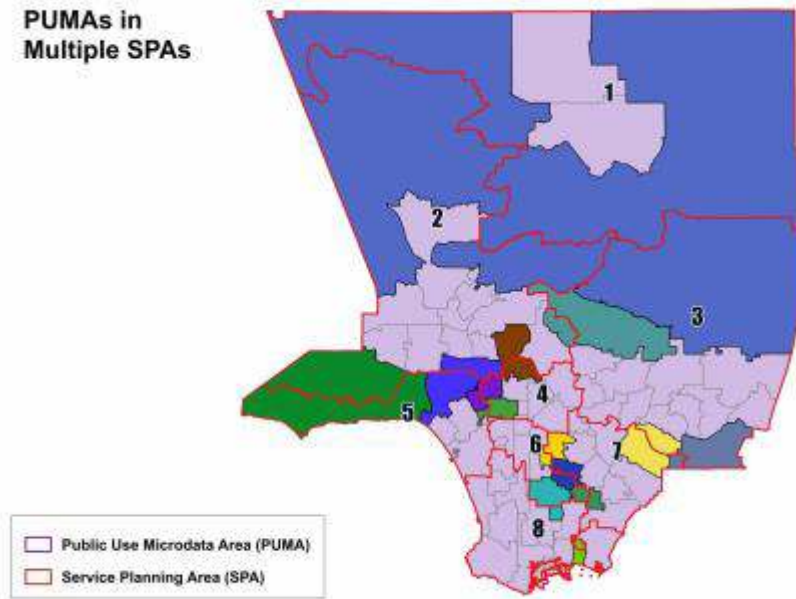 PUMAs in
Multiple SPAs
1
2
3
4
5
6
7
8
Public Use Microdata Area (PUMA)
Service Planning Area (SPA)